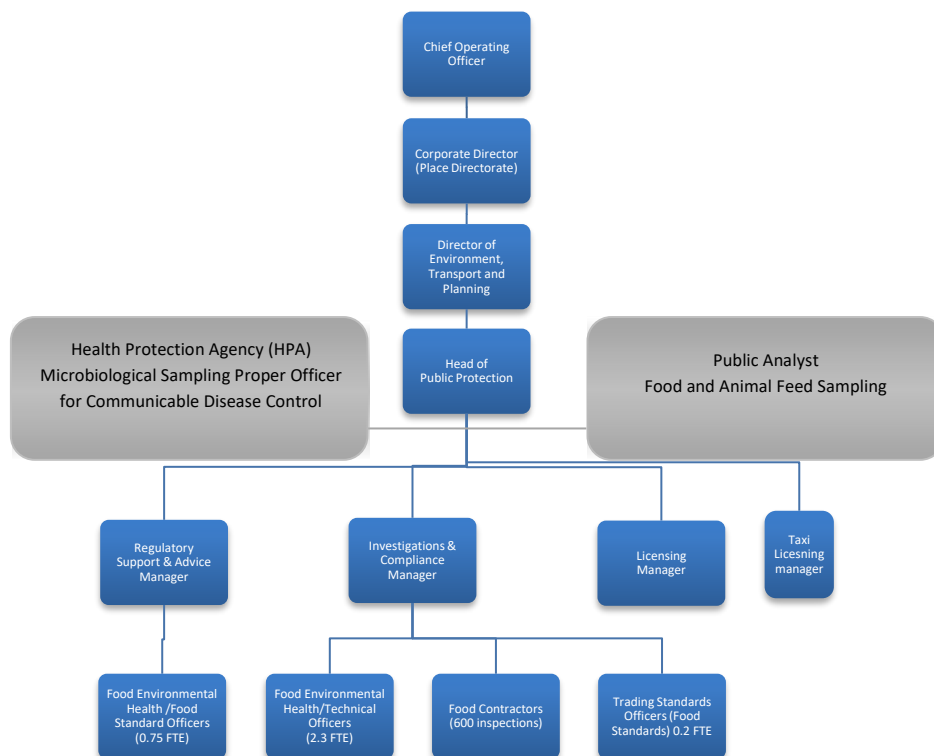 Chief Operating
Officer
Corporate Director
(Place Directorate)
Director of
Environment,
Transport and
Planning
Health Protection Agency (HPA)
Microbiological Sampling Proper Officer
for Communicable Disease Control
Head of
Public Protection
Public Analyst
Food and Animal Feed Sampling
Regulatory
Support & Advice
Manager
Investigations &
Compliance
Manager
Licensing
Manager
Taxi
Licesning
manager
Food Environmental
Health /Food
Standard Officers
(0.75 FTE)
Food Environmental
Health/Technical
Officers
(2.3 FTE)
Food Contractors
(600 inspections)
Trading Standards
Officers (Food
Standards) 0.2 FTE